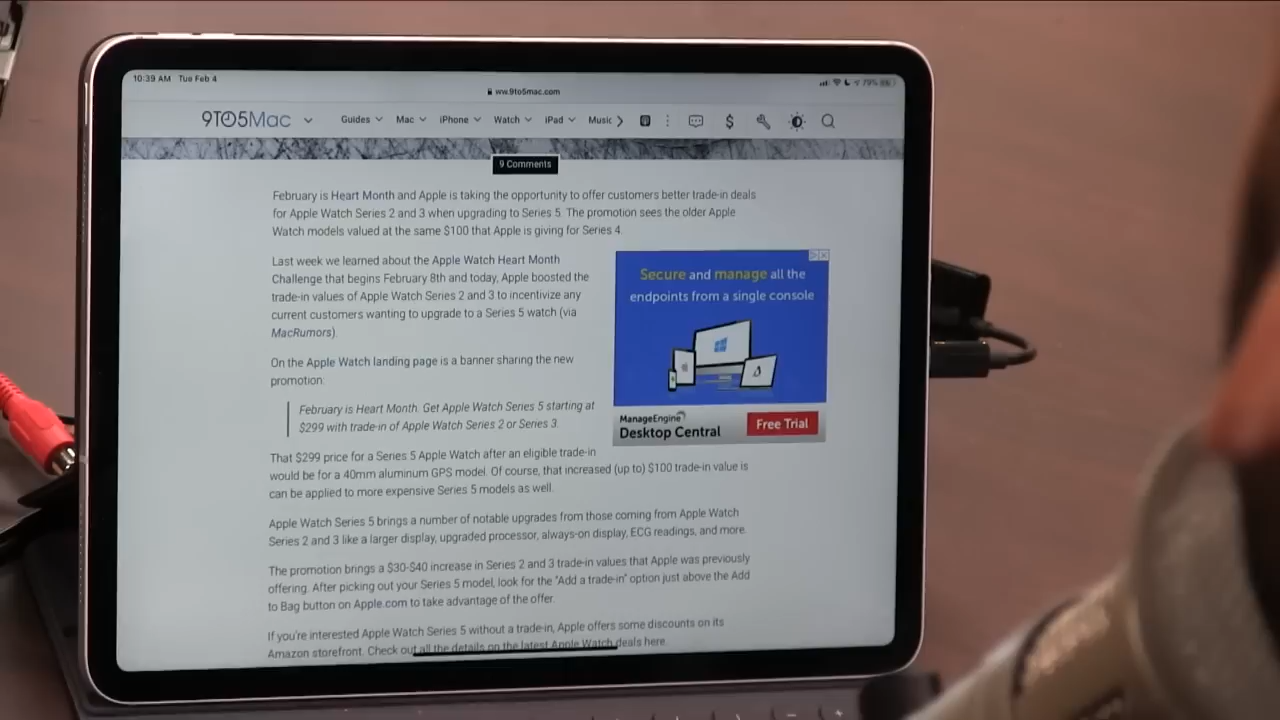 10:39 AM Tue Feb 4
79%
www.9to5mac.com
9TO5Mac
Guides Mac iPhone Watch iPad Music
$
9 Comments
February is Heart Month and Apple is taking the opportunity to offer customers better trade-in deals
for Apple Watch Series 2 and 3 when upgrading to Series 5. The promotion sees the older Apple
Watch models valued at the same $100 that Apple is giving for Series 4.
Last week we learned about the Apple Watch Heart Month
Challenge that begins February 8th and today, Apple boosted the
trade-in values of Apple Watch Series 2 and 3 to incentivize any
current customers wanting to upgrade to a Series 5 watch (via
MacRumors).
On the Apple Watch landing page is a banner sharing the new
promotion:
February is Heart Month. Get Apple Watch Series 5 starting at
$299 with trade-in of Apple Watch Series 2 or Series 3.
Secure and manage all the
endpoints from a single console
ManageEngine
Desktop Central
Free Trial
That $299 price for a Series 5 Apple Watch after an eligible trade-in
would be for a 40mm aluminum GPS model. Of course, that increased (up to) $100 trade-in value is
can be applied to more expensive Series 5 models as well.
Apple Watch Series 5 brings a number of notable upgrades from those coming from Apple Watch
Series 2 and 3 like a larger display, upgraded processor, always-on display, ECG readings, and more.
The promotion brings a $30-$40 increase in Series 2 and 3 trade-in values that Apple was previously
offering. After picking out your Series 5 model, look for the "Add a trade-in" option just above the Add
to Bag button on Apple.com to take advantage of the offer.
If you're interested Apple Watch Series 5 without a trade-in, Apple offers some discounts on its
Amazon storefront. Check out all the details on the latest Apple Watch deals here.